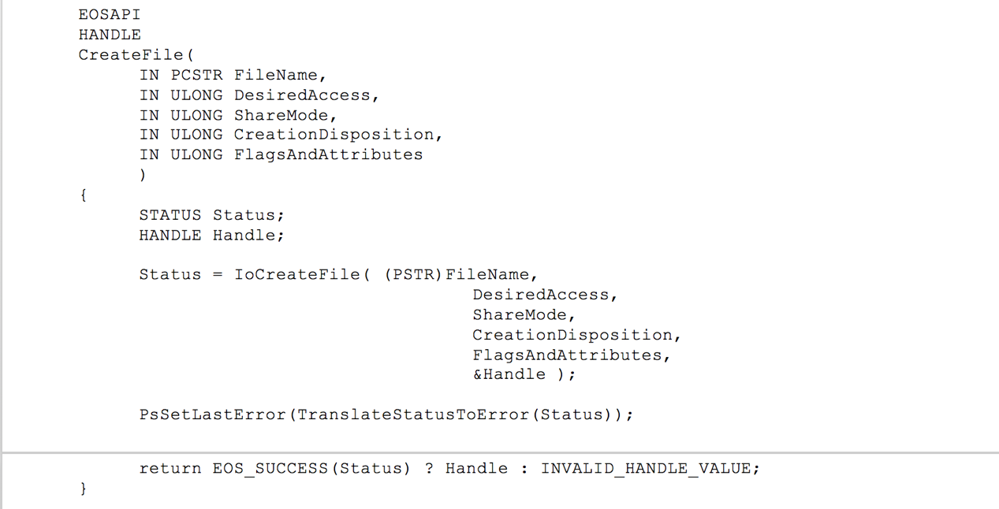 EOSAPI
HANDLE
CreateFile(
IN PCSTR FileName,
IN ULONG DesiredAccess,
IN ULONG ShareMode,
IN ULONG CreationDisposition,
IN ULONG FlagsAndAttributes
)
{
STATUS Status;
HANDLE Handle;
Status = IoCreateFile( (PSTR)FileName,
DesiredAccess,
ShareMode,
CreationDisposition,
FlagsAndAttributes,
&Handle );
PsSetLastError(TranslateStatusToError(Status));
return EOS_SUCCESS(Status) ? Handle : INVALID_HANDLE_VALUE;
}